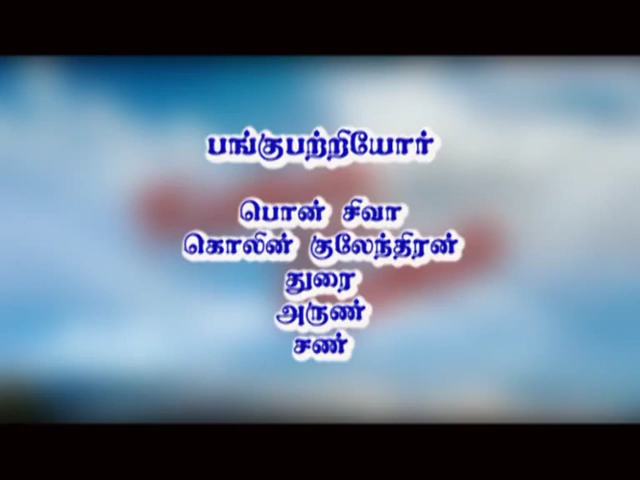 பங்குபற்றியோர்
பொன் சிவா
கொலின் குலேந்திரன்
துரை
அருண்
சண்